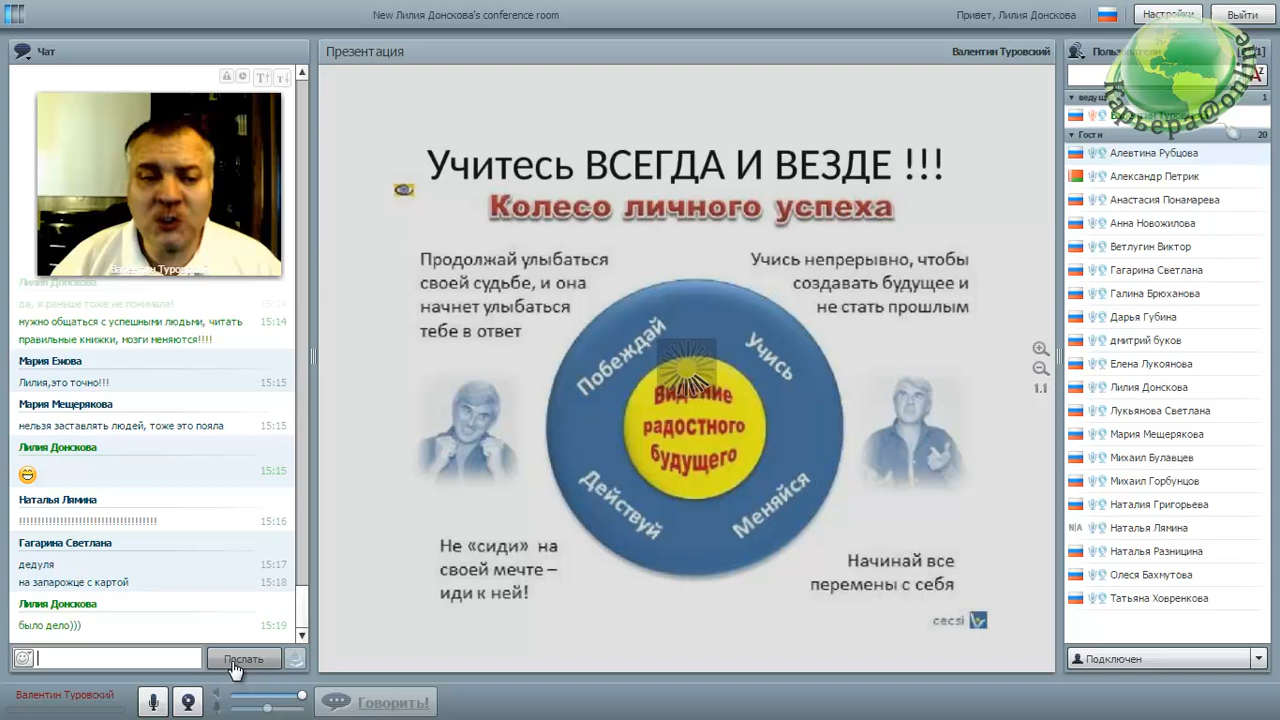 New Лилия Донскова's conference room
Привет, Лилия Донскова
Настройки
Выйти
Чат
Валентин Туровский
Лилия Донскова
да, я раньше тоже не понимала!
15:14
нужно общаться с успешными людьми, читать
15:14
правильные книжки, мозги меняются!!!!
Мария Ежова
Лилия,это точно!!!
15:15
Мария Мещерякова
нельзя заставлять людей, тоже это пояла
15:15
Лилия Донскова
15:15
Наталья Лямина
!!!!!!!!!!!!!!!!!!!!!!!!!!!!!!!!!!!!
15:16
Гагарина Светлана
дедуля
15:17
на запарожце с картой
15:18
Лилия Донскова
было дело)))
15:19
Послать
Валентин Туровский
Говорить!
Презентация
Валентин Туровский
Учитесь ВСЕГДА И ВЕЗДЕ !!!
Колесо личного успеха
Продолжай улыбаться
своей судьбе, и она
начнет улыбаться
тебе в ответ
Учись непрерывно, чтобы
создавать будущее и
не стать прошлым
Побеждай
Учись
Видение
радостного
будущего
Действуй
Меняйся
Не «сиди» на
своей мечте –
иди к ней!
Начинай все
перемены с себя
cecsi
1.1
Карьера@online
1
Гости
20
Алевтина Рубцова
Александр Петрик
Анастасия Понамарева
Анна Новожилова
Ветлугин Виктор
Гагарина Светлана
Галина Брюханова
Дарья Губина
дмитрий буков
Елена Лукоянова
Лилия Донскова
Лукьянова Светлана
Мария Мещерякова
Михаил Булавцев
Михаил Горбунцов
Наталия Григорьева
N/A Наталья Лямина
Наталья Разницина
Олеся Бахмутова
Татьяна Ховренкова
Подключен